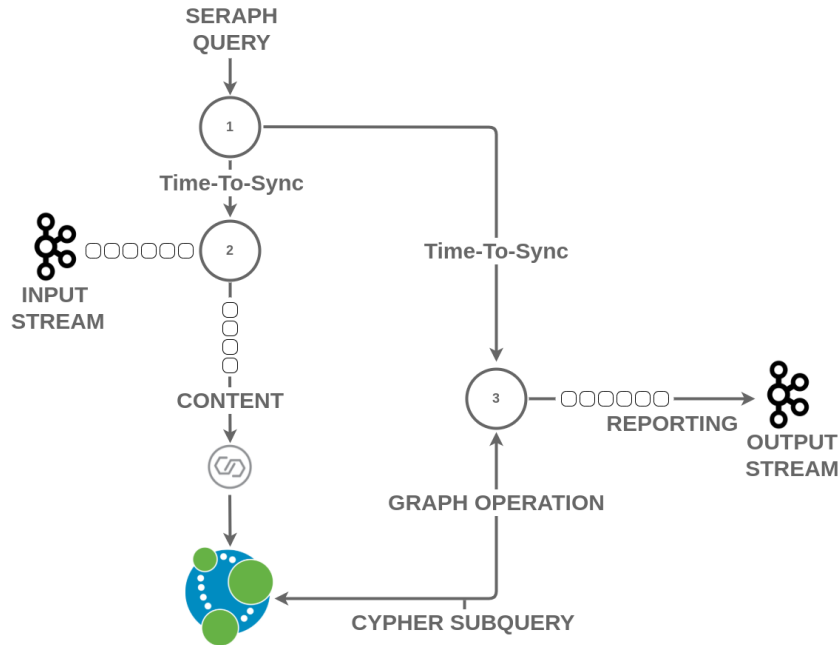 SERAPH
QUERY
1
Time-To-Sync
2
INPUT
STREAM
Time-To-Sync
CONTENT
3
REPORTING
OUTPUT
STREAM
GRAPH OPERATION
CYPHER SUBQUERY